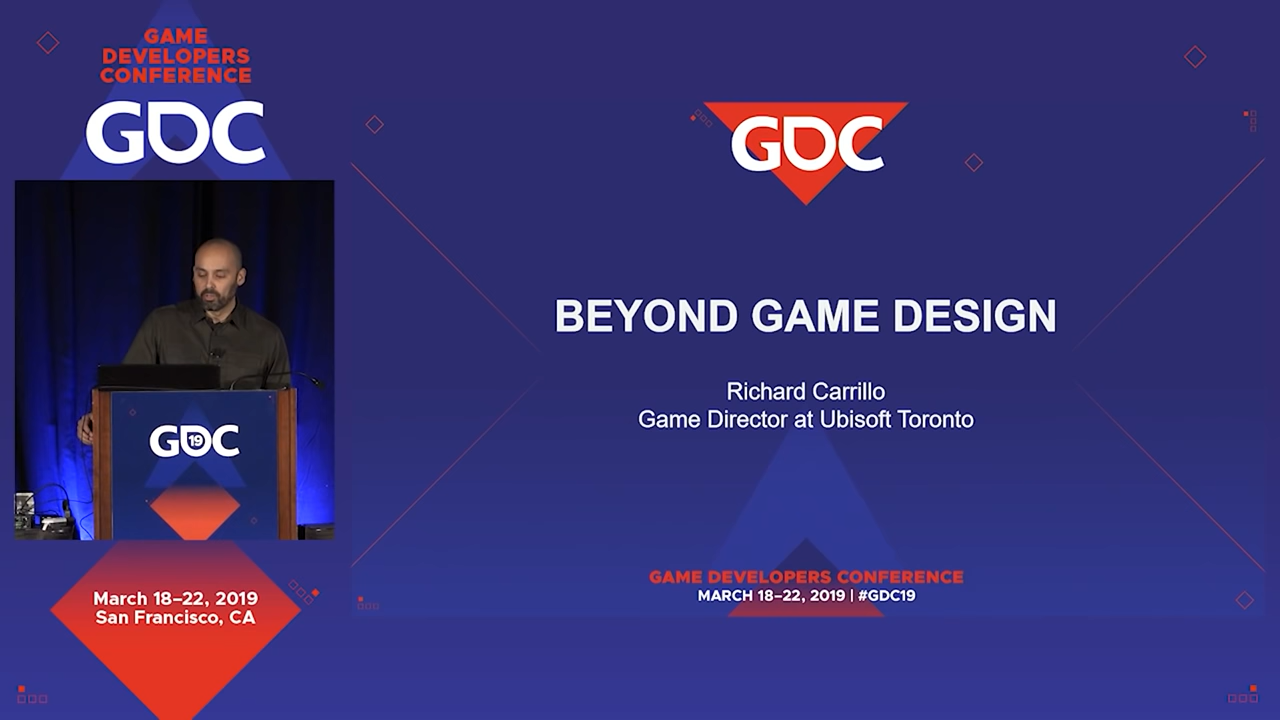 GAME
DEVELOPERS
CONFERENCE
GDC
GDC
19
March 18–22, 2019
San Francisco, CA
GDC
BEYOND GAME DESIGN
Richard Carrillo
Game Director at Ubisoft Toronto
GAME DEVELOPERS CONFERENCE
MARCH 18–22, 2019 | #GDC19